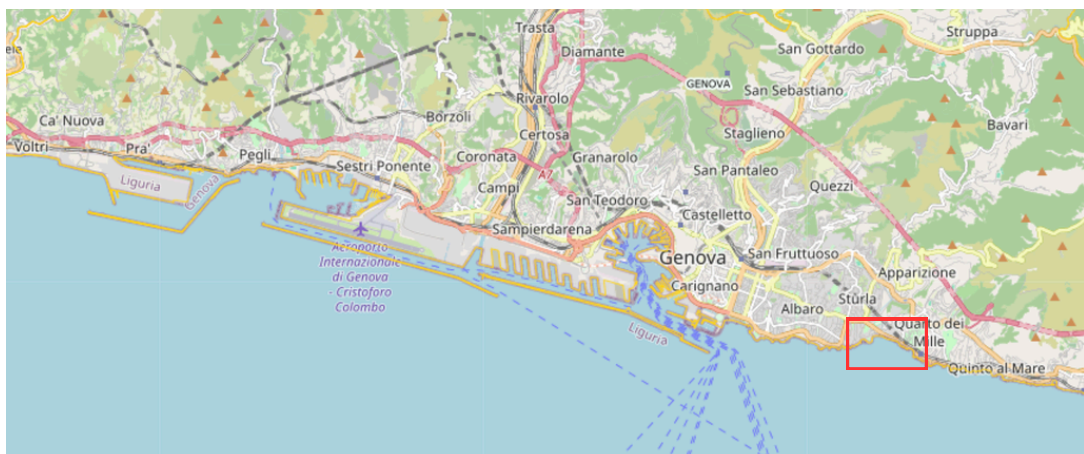 Trasta
Struppa
Diamante
San Gottardo
GENOVA
San Sebastiano
Rivarolo
Ca' Nuova
Borzoli
Bavari
Certosa
Staglieno
Voltri
Pra'
Pegli
Coronata
Granarolo
Sestri Ponente
A7
San Pantaleo
Liguria
Genova
Campi
Quezzi
San Teodoro
Castelletto
Sampierdarena
Aeroporto
Internazionale
di Genova
- Cristoforo
Colombo
Genova
San Fruttuoso
Apparizione
Carignano
Albaro
Sturla
Liguria
Quarto dei
Mille
Quinto al Mare